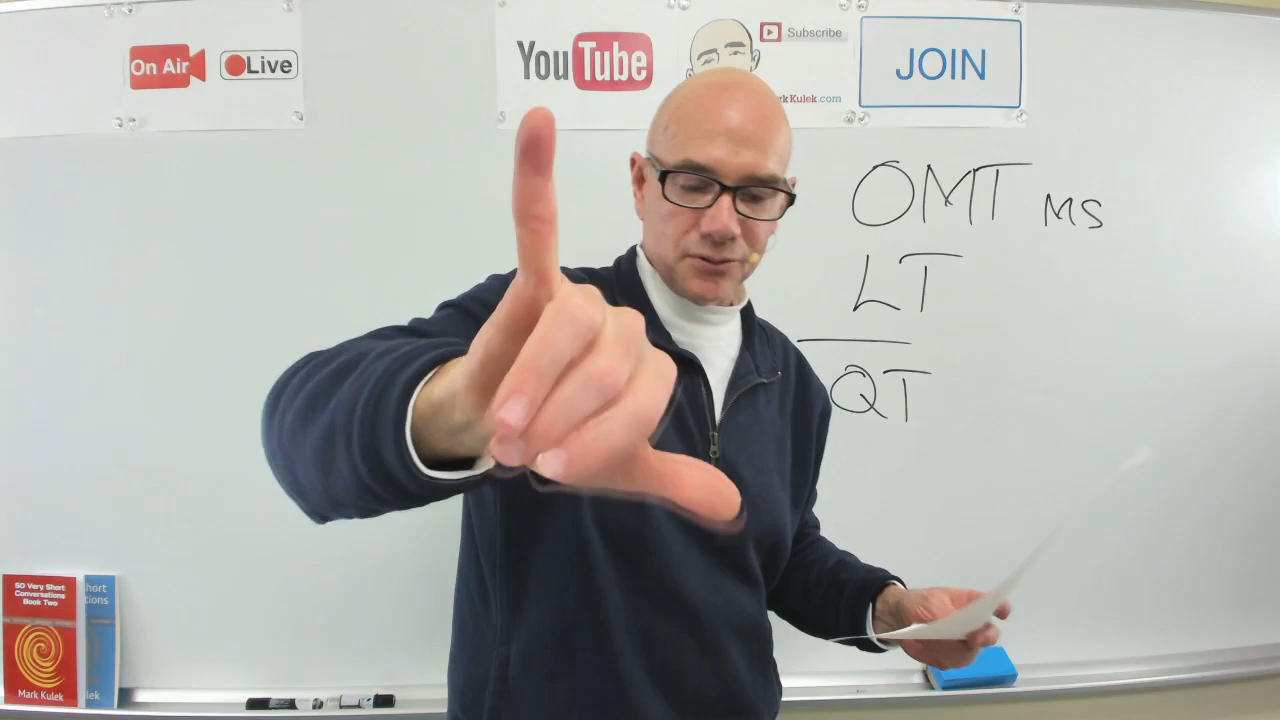 On Air
Live
YouTube
Subscribe
rkKulek.com
JOIN
OMT MS
LT
QT
50 Very Short
Conversations
Book Two
Mark Kulek
hort
tions
lek